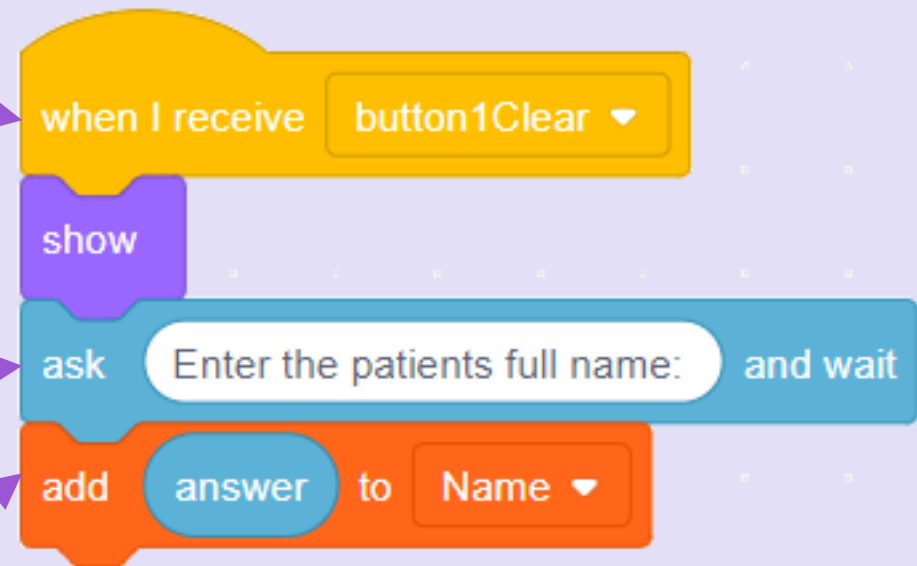 when I receive button1Clear
show
ask Enter the patients full name: and wait
add answer to Name